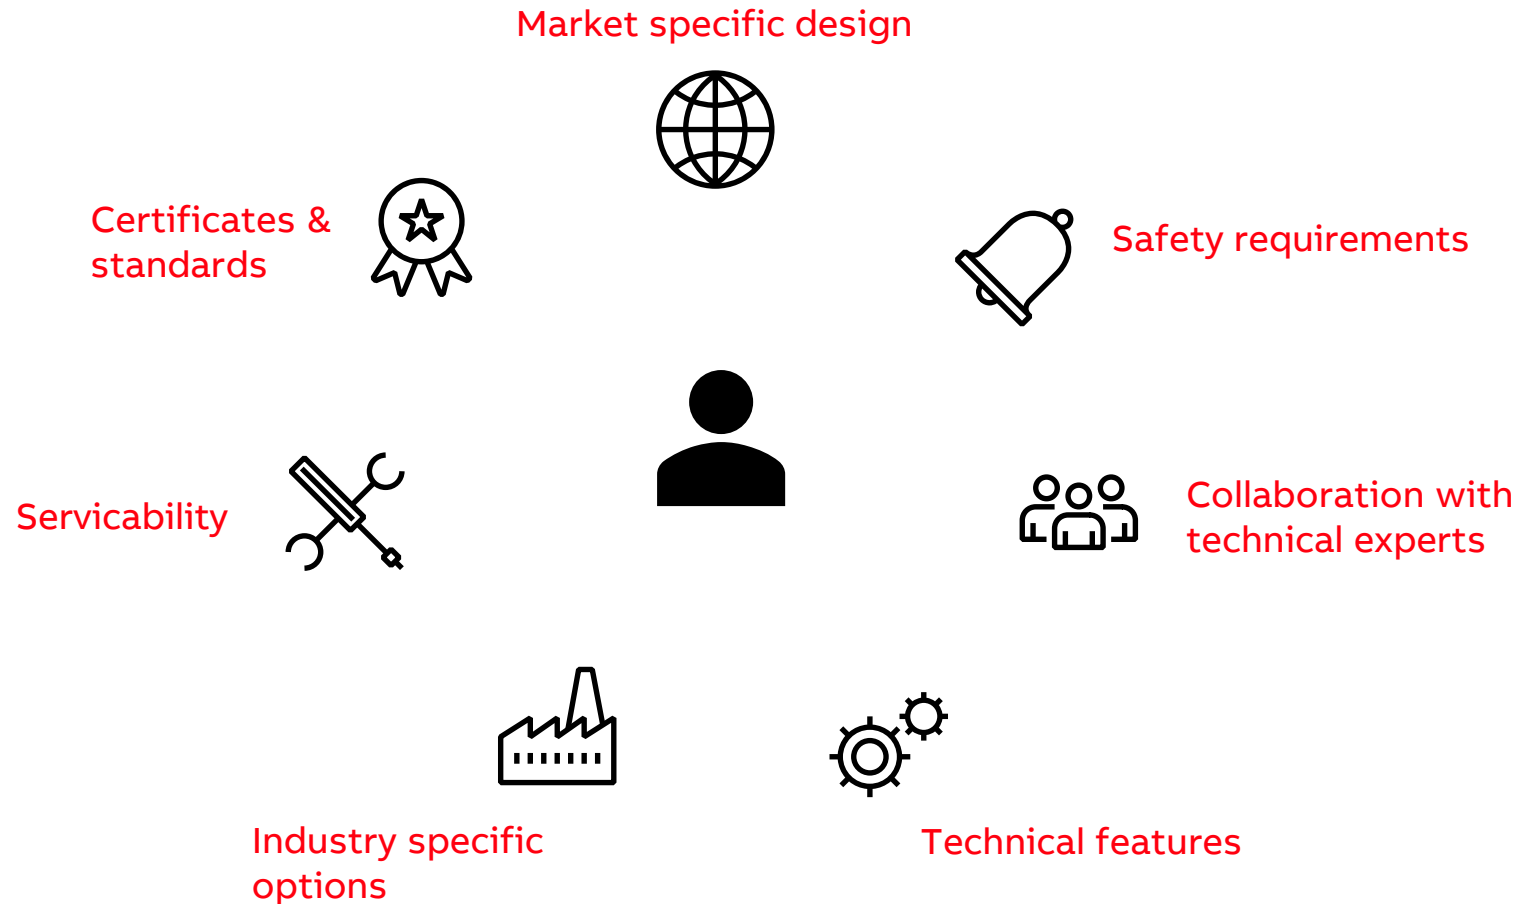 Market specific design
Certificates &
standards
Safety requirements
Servicability
Collaboration with
technical experts
Industry specific
options
Technical features